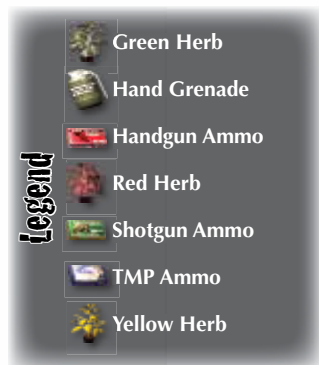 Legend
Green Herb
Hand Grenade
Handgun Ammo
Red Herb
Shotgun Ammo
TMP Ammo
Yellow Herb